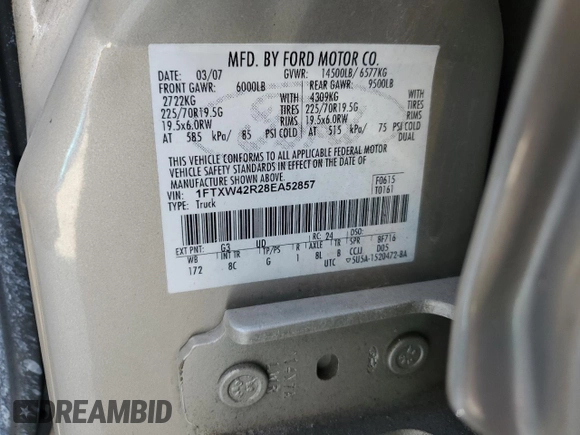 MFD. BY FORD MOTOR CO.
DATE: 03/07 GVWR: 14500LB/ 6577KG
FRONT GAWR: 6000LB REAR GAWR: 9500LB
2722KG WITH 4309KG WITH
225/70R19.5G TIRES 225/70R19.5G TIRES
19.5x6.0RW RIMS 19.5x6.0RW RIMS
AT 585 kPa/ 85 PSI COLD AT 515 kPa/ 75 PSI COLD
DUAL
THIS VEHICLE CONFORMS TO ALL APPLICABLE FEDERAL MOTOR
VEHICLE SAFETY STANDARDS IN EFFECT ON THE DATE OF
MANUFACTURE SHOWN ABOVE.
VIN: 1FTXW42R28EA52857 F0615
TYPE: Truck T0161
EXT PNT: G3 UD RC: 24 DSO:
WB INT TR TP/PS R AXLE TR SPR BF716
172 8C G 1 BL B CCJJ D05
UTC 5U5A-1520472-BA
DREAMBID